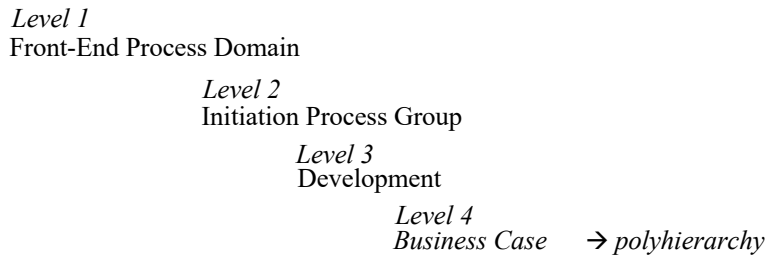 Level 1
Front-End Process Domain
Level 2
Initiation Process Group
Level 3
Development
Level 4
Business Case → polyhierarchy